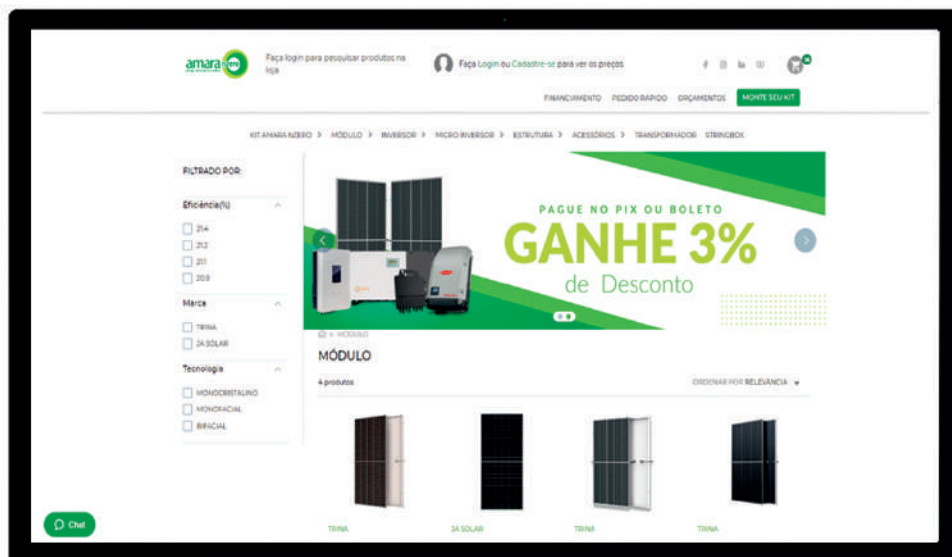 amara
Faça login para pesquisar produtos na
loja
Faça Login ou Cadastre-se para ver os preços
FINANCIAMENTO PEDIDO RÁPIDO ORÇAMENTOS MONTE SEU KIT
KIT AMARA NZERO > MÓDULO > INVERSOR > MICRO INVERSOR > ESTRUTURA > ACESSÓRIOS > TRANSFORMADOR STRINGBOX
FILTRADO POR:
Eficiência(%)
21.4
21.2
21.1
20.9
Marca
TRINA
JA SOLAR
Tecnologia
MONOCRISTALINO
MONOFACIAL
BIFACIAL
PAGUE NO PIX OU BOLETO
GANHE 3%
de Desconto
MÓDULO
MÓDULO
4 produtos
ORDENAR POR RELEVÂNCIA
TRINA JA SOLAR TRINA TRINA
Chat